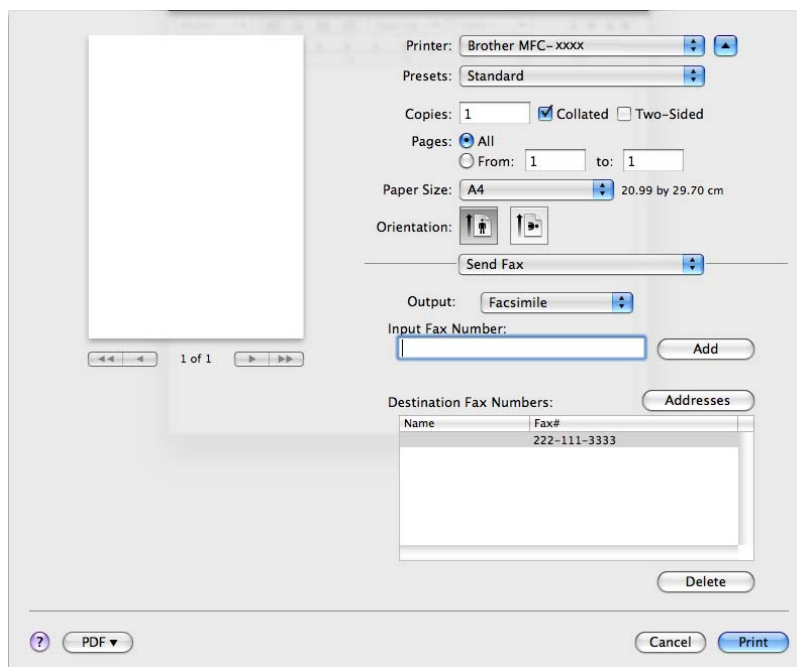 Printer: Brother MFC-xxxx
Presets: Standard
Copies: 1 Collated Two-Sided
Pages: All
From: 1 to: 1
Paper Size: A4 20.99 by 29.70 cm
Orientation:
Send Fax
Output: Facsimile
Input Fax Number:
Add
1 of 1
Destination Fax Numbers: Addresses
Name Fax#
222-111-3333
Delete
? PDF Cancel Print